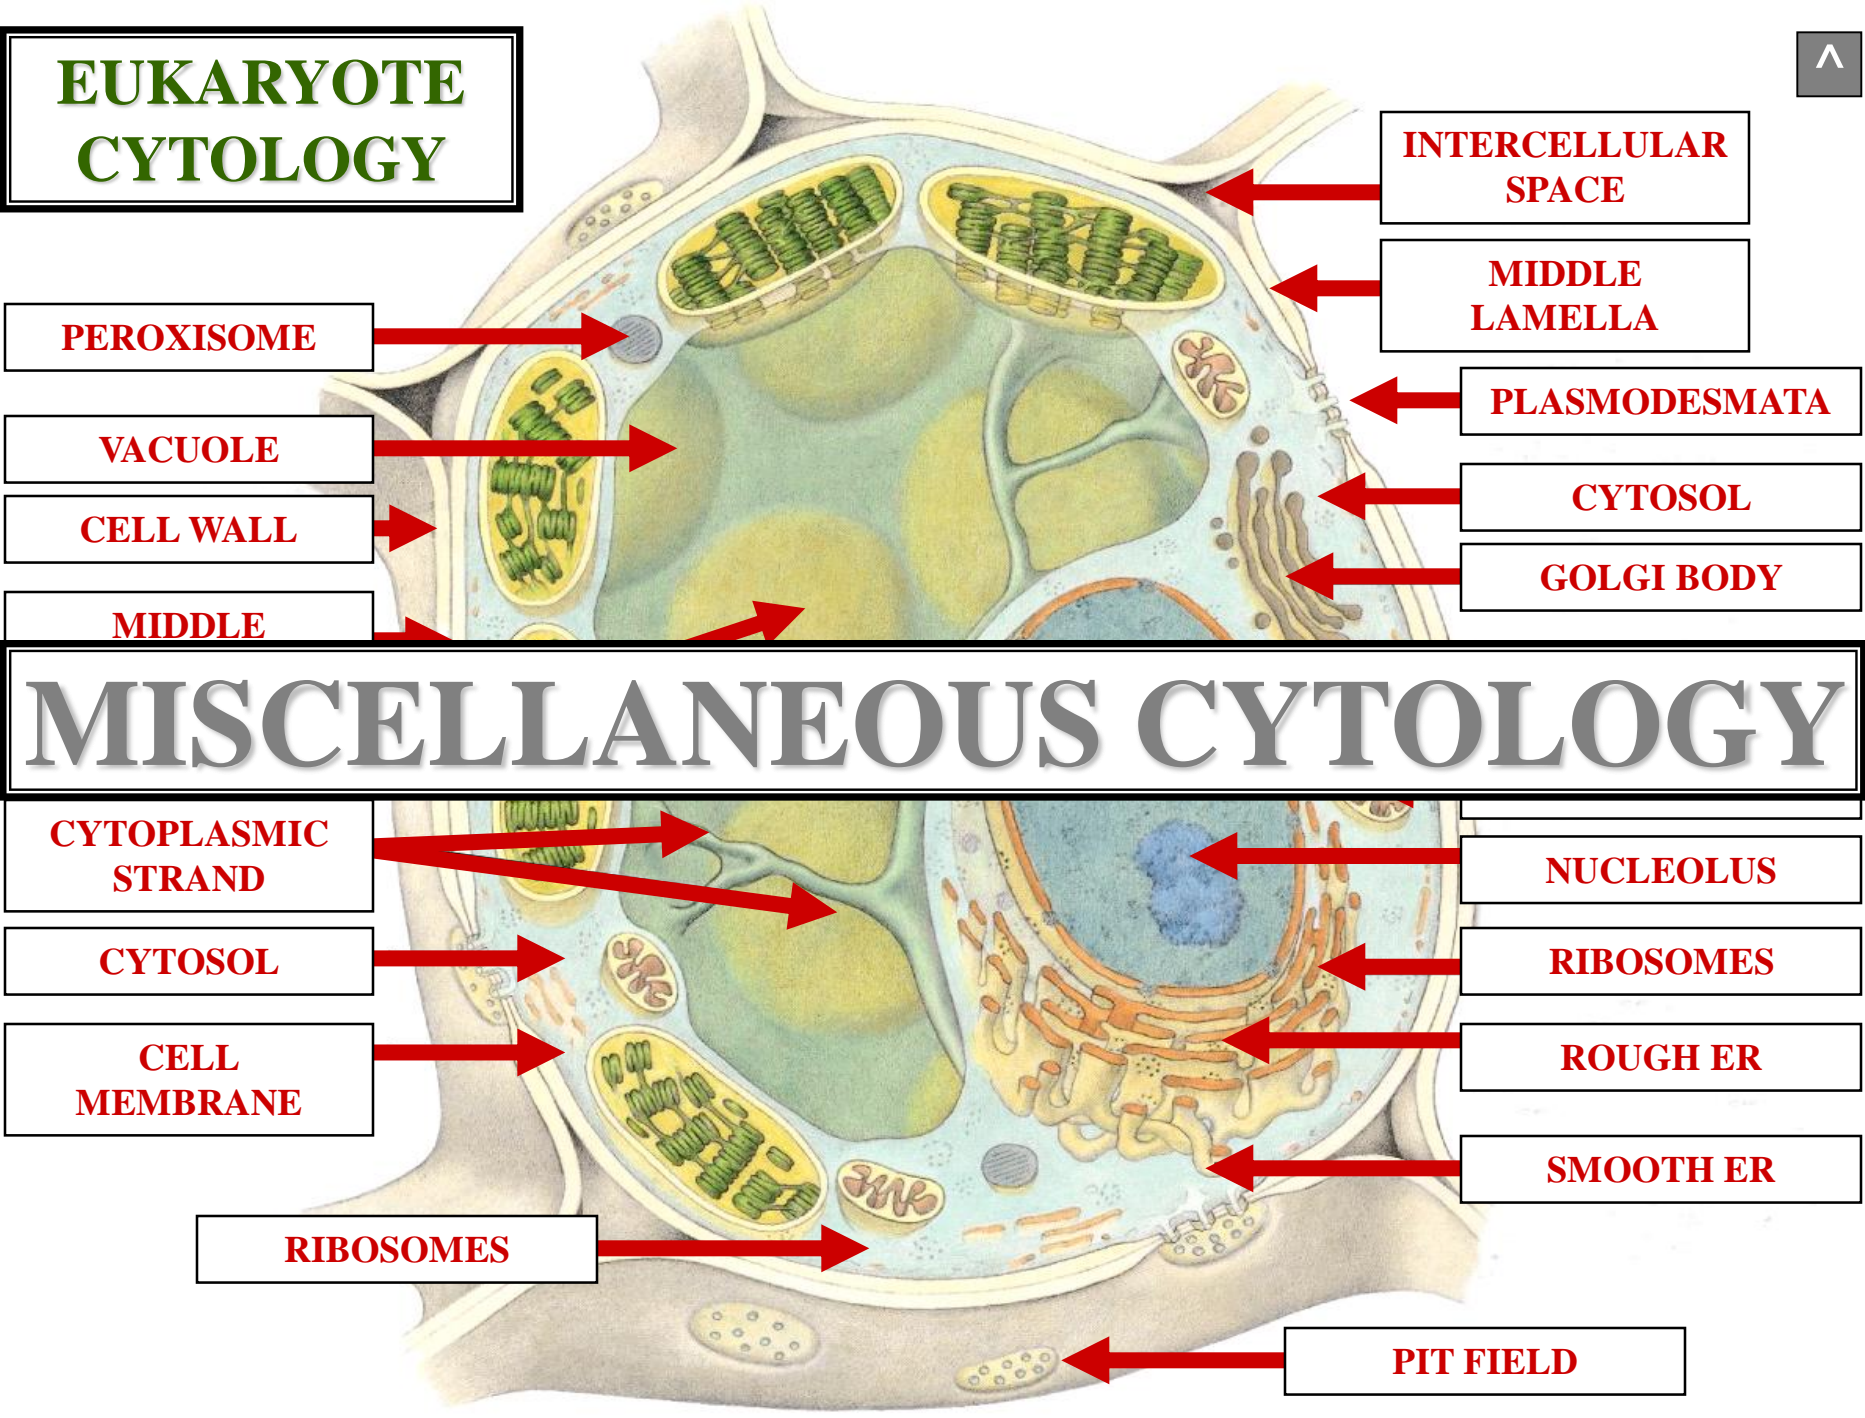 EUKARYOTE
CYTOLOGY
^
INTERCELLULAR
SPACE
MIDDLE
LAMELLA
PEROXISOME
PLASMODESMATA
VACUOLE
CYTOSOL
CELL WALL
GOLGI BODY
MIDDLE
MISCELLANEOUS CYTOLOGY
CYTOPLASMIC
STRAND
NUCLEOLUS
CYTOSOL
RIBOSOMES
CELL
MEMBRANE
ROUGH ER
SMOOTH ER
RIBOSOMES
PIT FIELD